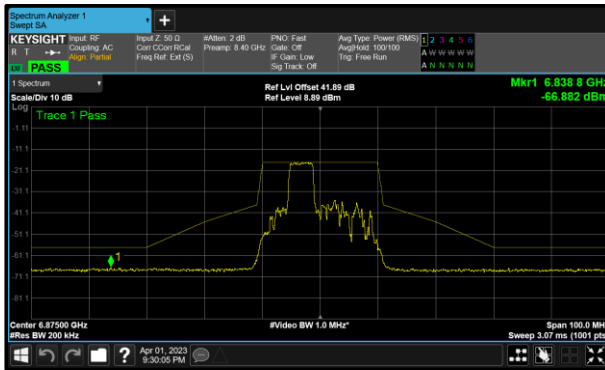 Spectrum Analyzer 1
Swept SA
KEYSIGHT Input: RF Input Z: 50 Ω #Atten: 2 dB PNO: Fast Avg Type: Power (RMS) 1 2 3 4 5 6
R T Coupling: AC Corr CCorr RCal Preamp: 8.40 GHz Gate: Off Avg|Hold: 100/100 A W W W W W
Align: Partial Freq Ref: Ext (S) IF Gain: Low Trig: Free Run
Sig Track: Off A N N N N N
LW PASS
1 Spectrum Ref Lvl Offset 41.89 dB Mkr1 6.838 8 GHz
Scale/Div 10 dB Ref Level 8.89 dBm -66.882 dBm
Log
Trace 1 Pass
-1.11
-11.1
-21.1
-31.1
-41.1
-51.1
-61.1
1
-71.1
-81.1
Center 6.87500 GHz #Video BW 1.0 MHz* Span 100.0 MHz
#Res BW 200 kHz Sweep 3.07 ms (1001 pts)
? Apr 01, 2023
9:30:05 PM